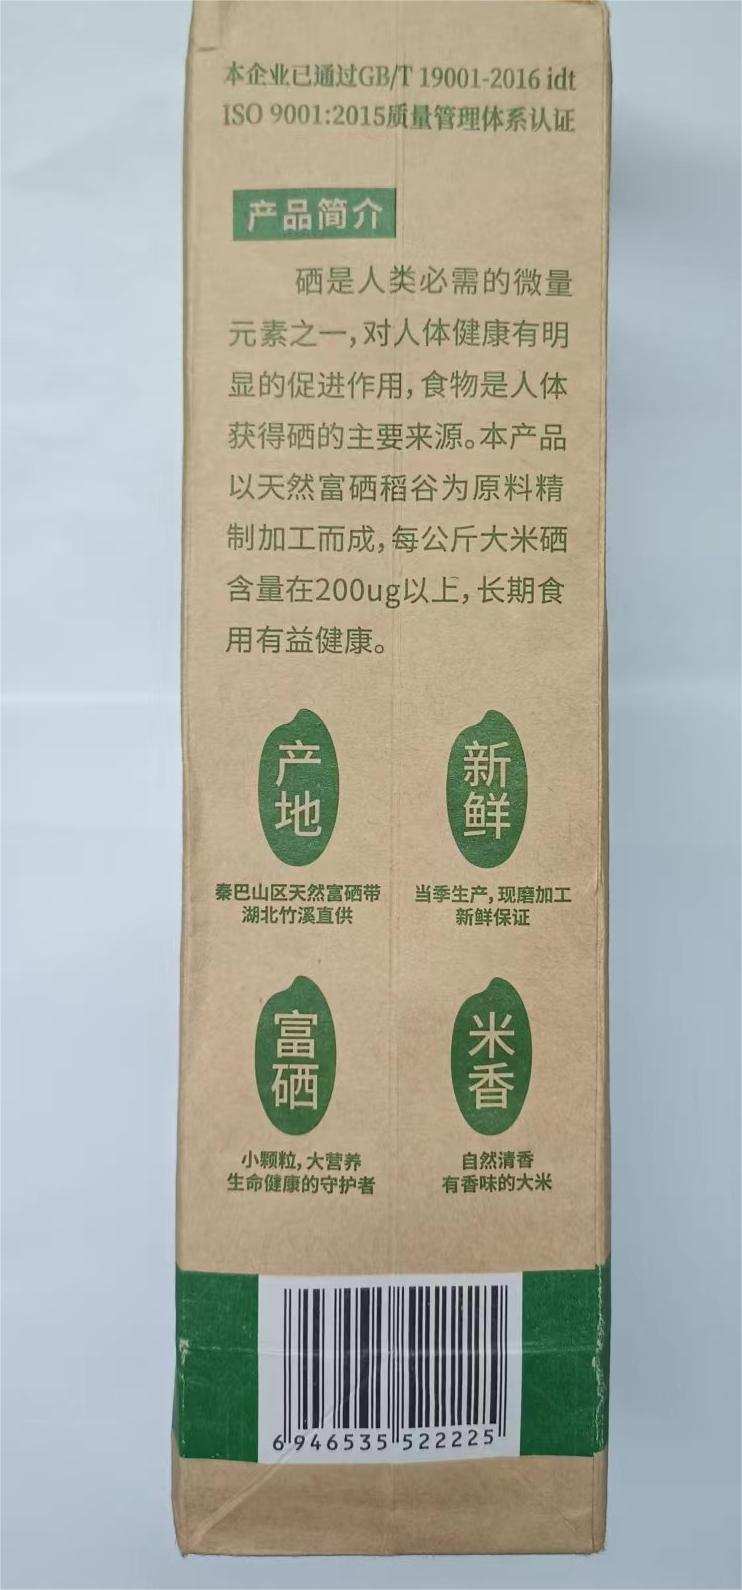 本企业已通过GB/T 19001-2016 idt
ISO 9001:2015质量管理体系认证
产品简介
硒是人类必需的微量
元素之一，对人体健康有明
显的促进作用，食物是人体
获得硒的主要来源。本产品
以天然富硒稻谷为原料精
制加工而成，每公斤大米硒
含量在200ug以上，长期食
用有益健康。
产地
秦巴山区天然富硒带
湖北竹溪直供
新鲜
当季生产，现磨加工
新鲜保证
富硒
小颗粒，大营养
生命健康的守护者
米香
自然清香
有香味的大米
6 946535 522225